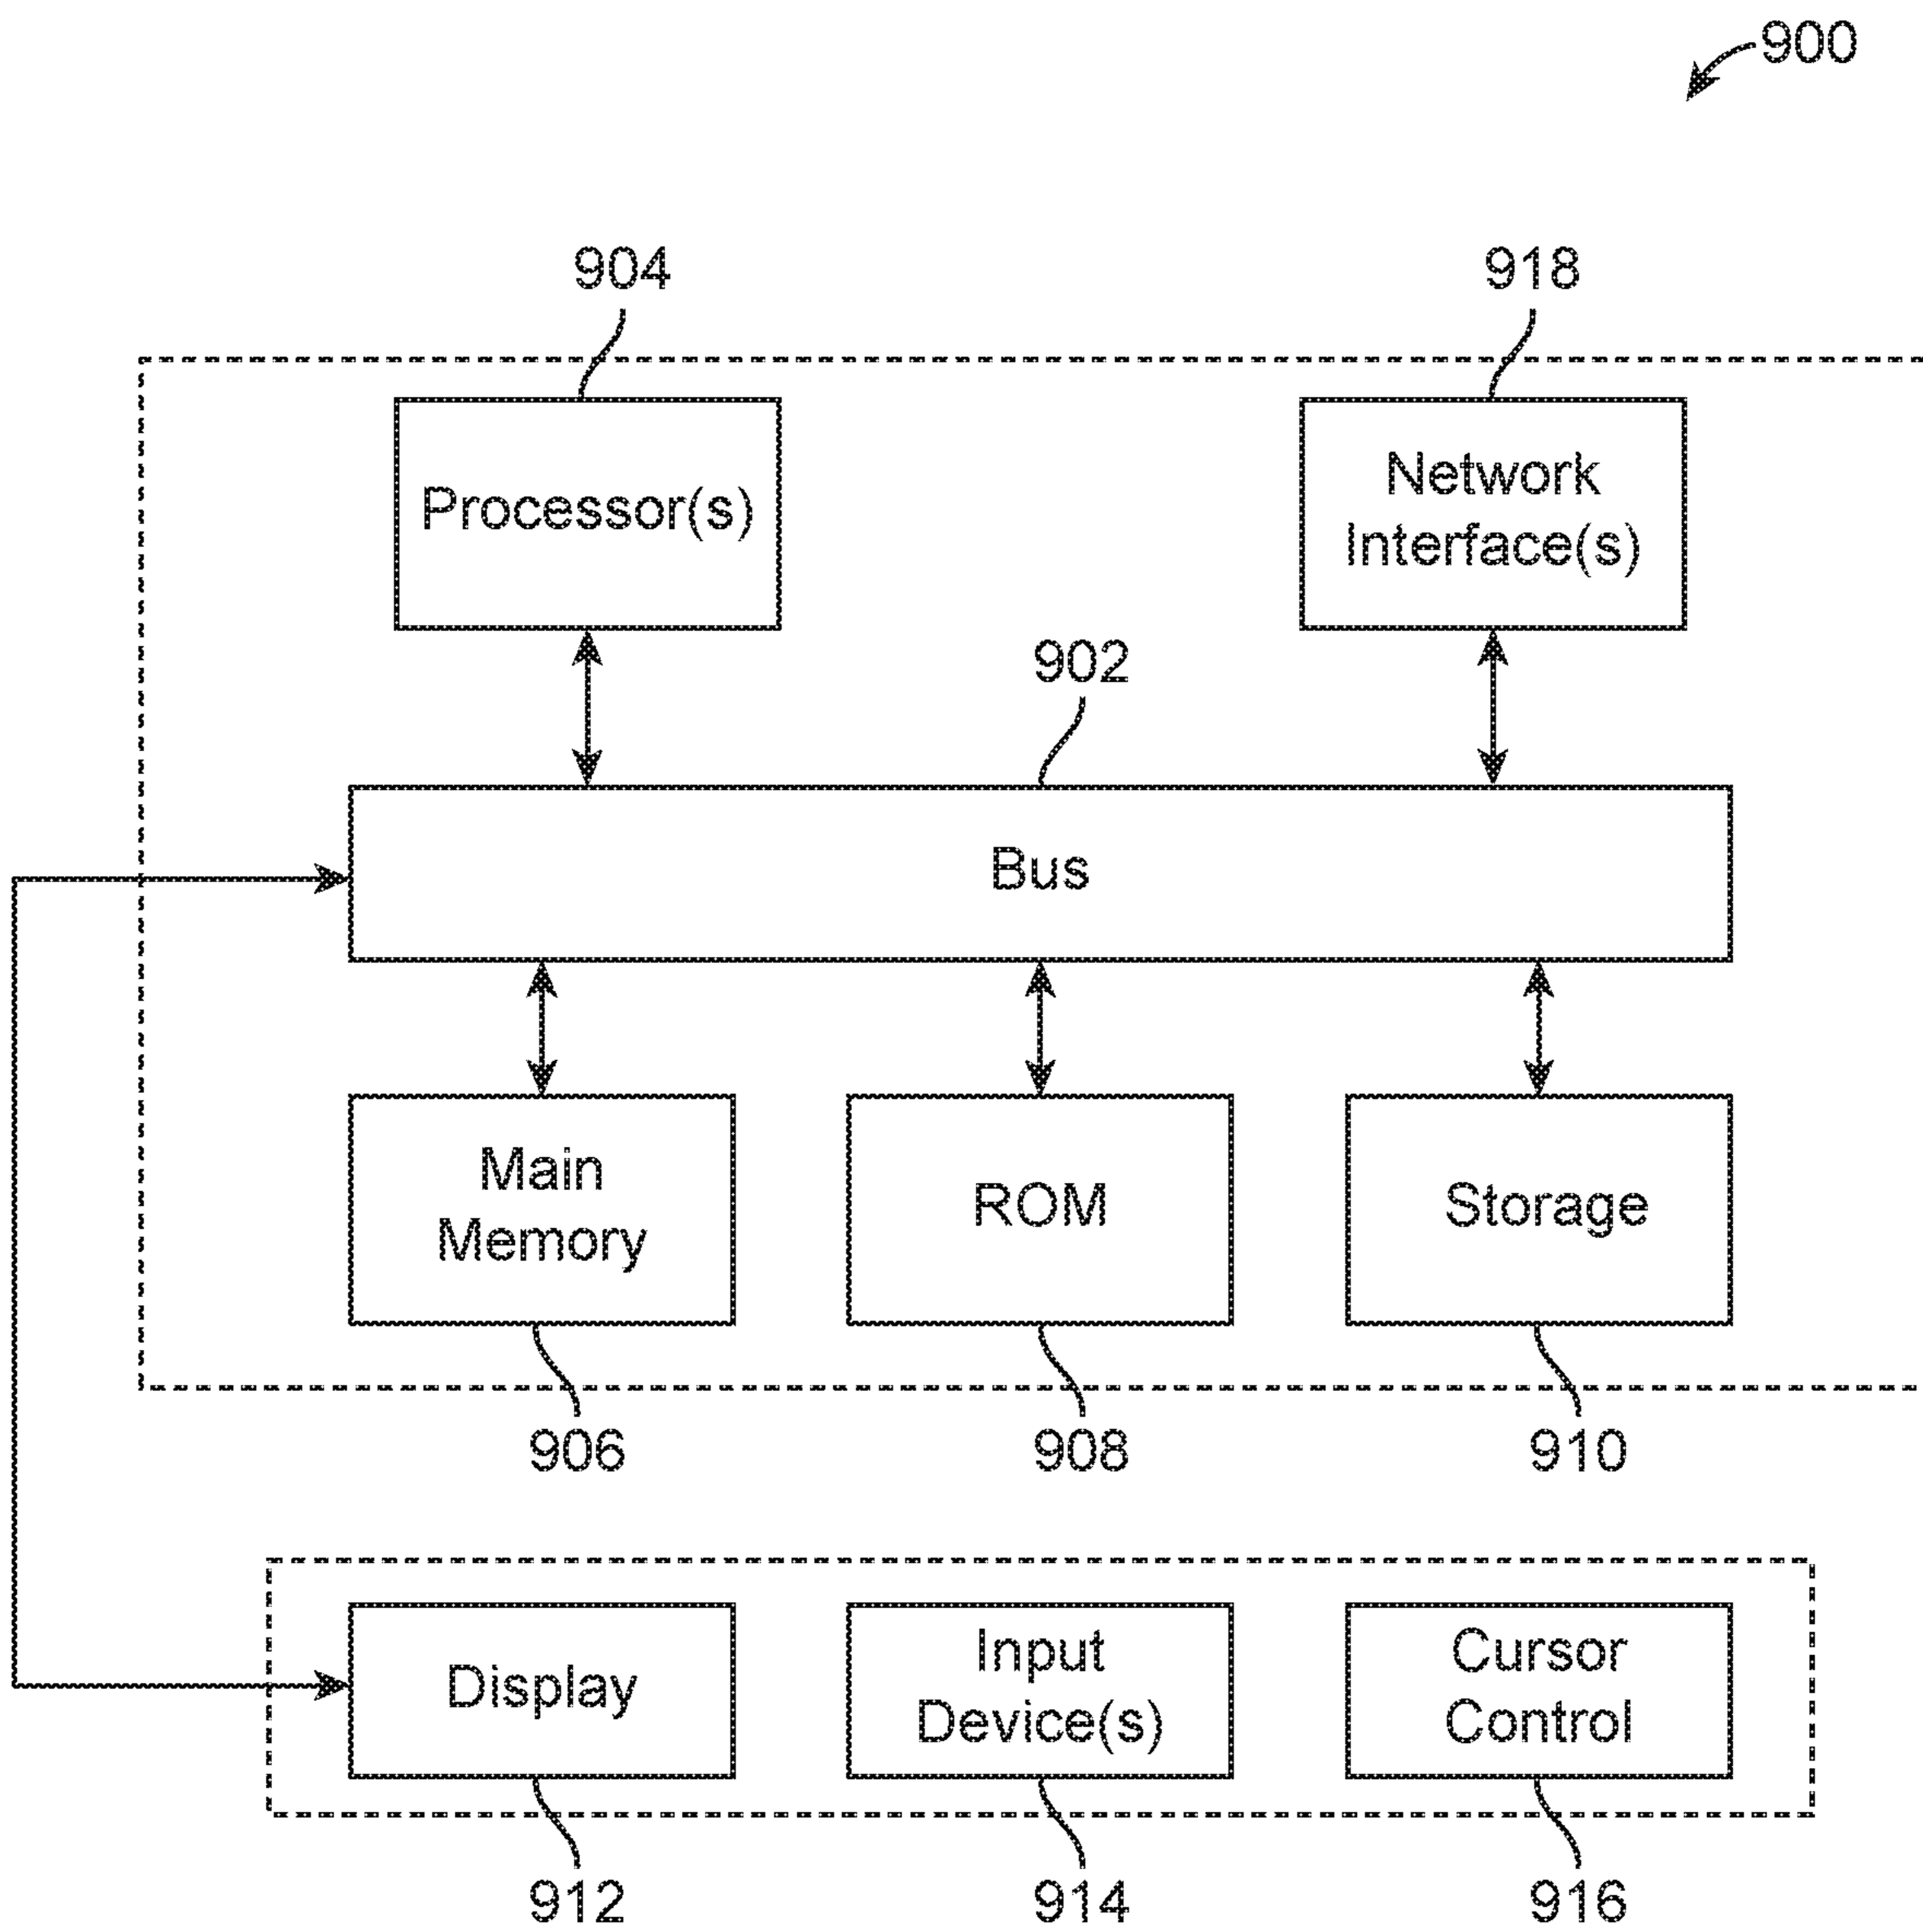 900
904
918
Processor(s)
Network
Interface(s)
902
Bus
Main
Memory
ROM
Storage
906
908
910
Display
Input
Device(s)
Cursor
Control
912
914
916